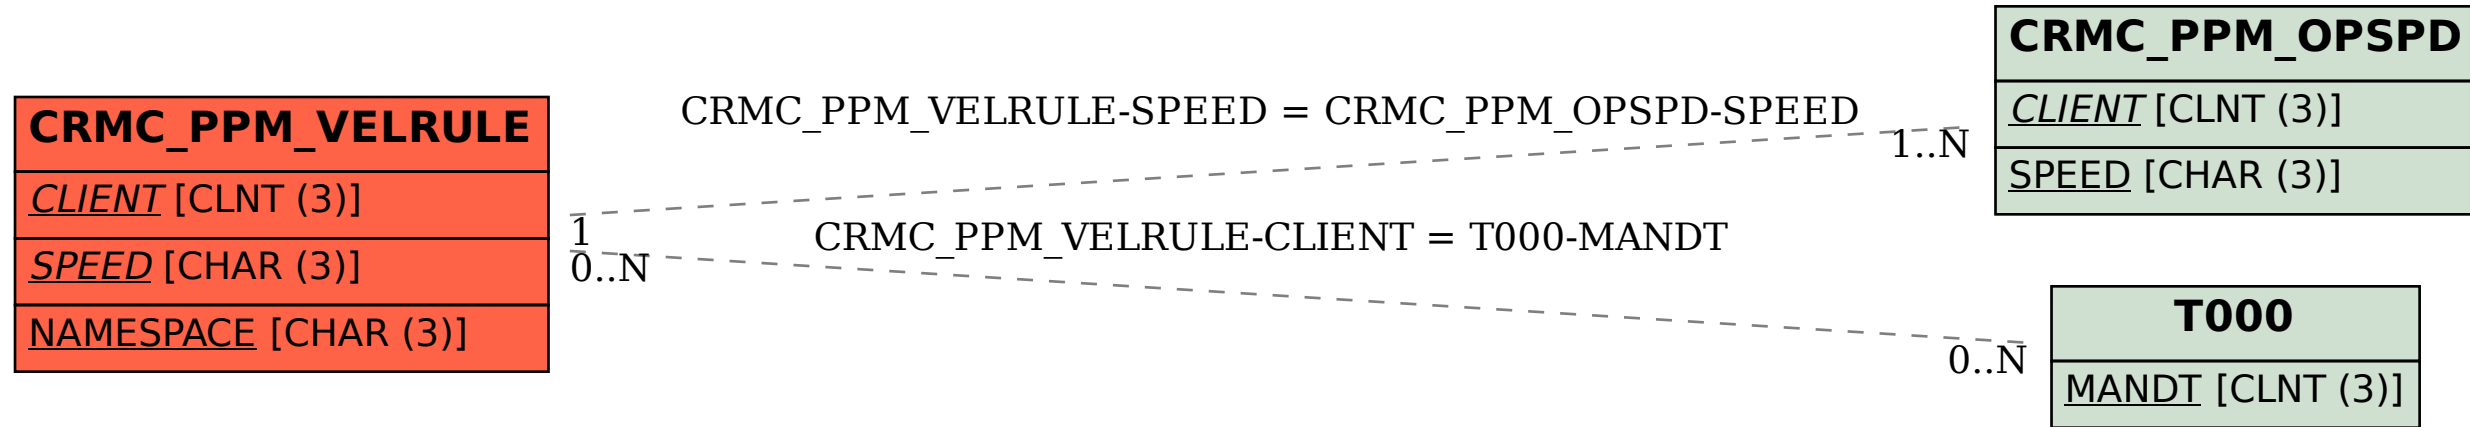 CRMC_PPM_VELRULE
CLIENT [CLNT (3)]
SPEED [CHAR (3)]
NAMESPACE [CHAR (3)]
CRMC_PPM_VELRULE-SPEED = CRMC_PPM_OPSPD-SPEED
1
1..N
CRMC_PPM_VELRULE-CLIENT = T000-MANDT
0..N
0..N
CRMC_PPM_OPSPD
CLIENT [CLNT (3)]
SPEED [CHAR (3)]
T000
MANDT [CLNT (3)]